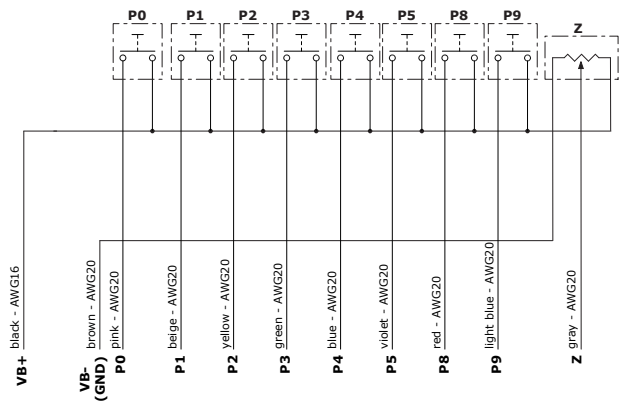 P0
P1
P2
P3
P4
P5
P8
P9
Z
black - AWG16
brown - AWG20
pink - AWG20
beige - AWG20
yellow - AWG20
green - AWG20
blue - AWG20
violet - AWG20
red - AWG20
light blue - AWG20
gray - AWG20
VB+
VB-
(GND)
P0
P1
P2
P3
P4
P5
P8
P9
Z